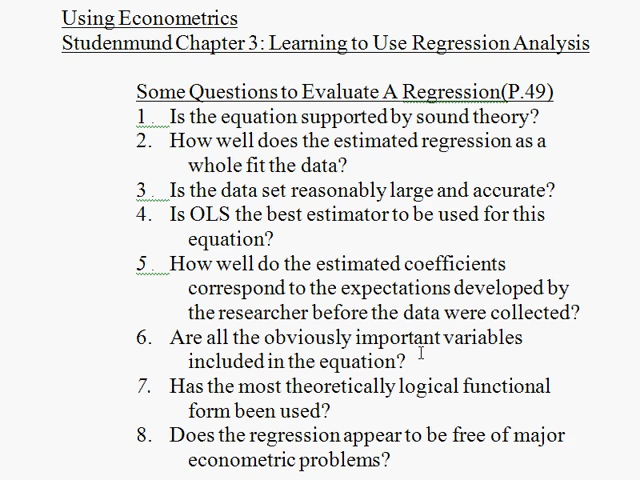 Using Econometrics
Studenmund Chapter 3: Learning to Use Regression Analysis
Some Questions to Evaluate A Regression(P.49)
1. Is the equation supported by sound theory?
2. How well does the estimated regression as a
whole fit the data?
3. Is the data set reasonably large and accurate?
4. Is OLS the best estimator to be used for this
equation?
5. How well do the estimated coefficients
correspond to the expectations developed by
the researcher before the data were collected?
6. Are all the obviously important variables
included in the equation?
7. Has the most theoretically logical functional
form been used?
8. Does the regression appear to be free of major
econometric problems?